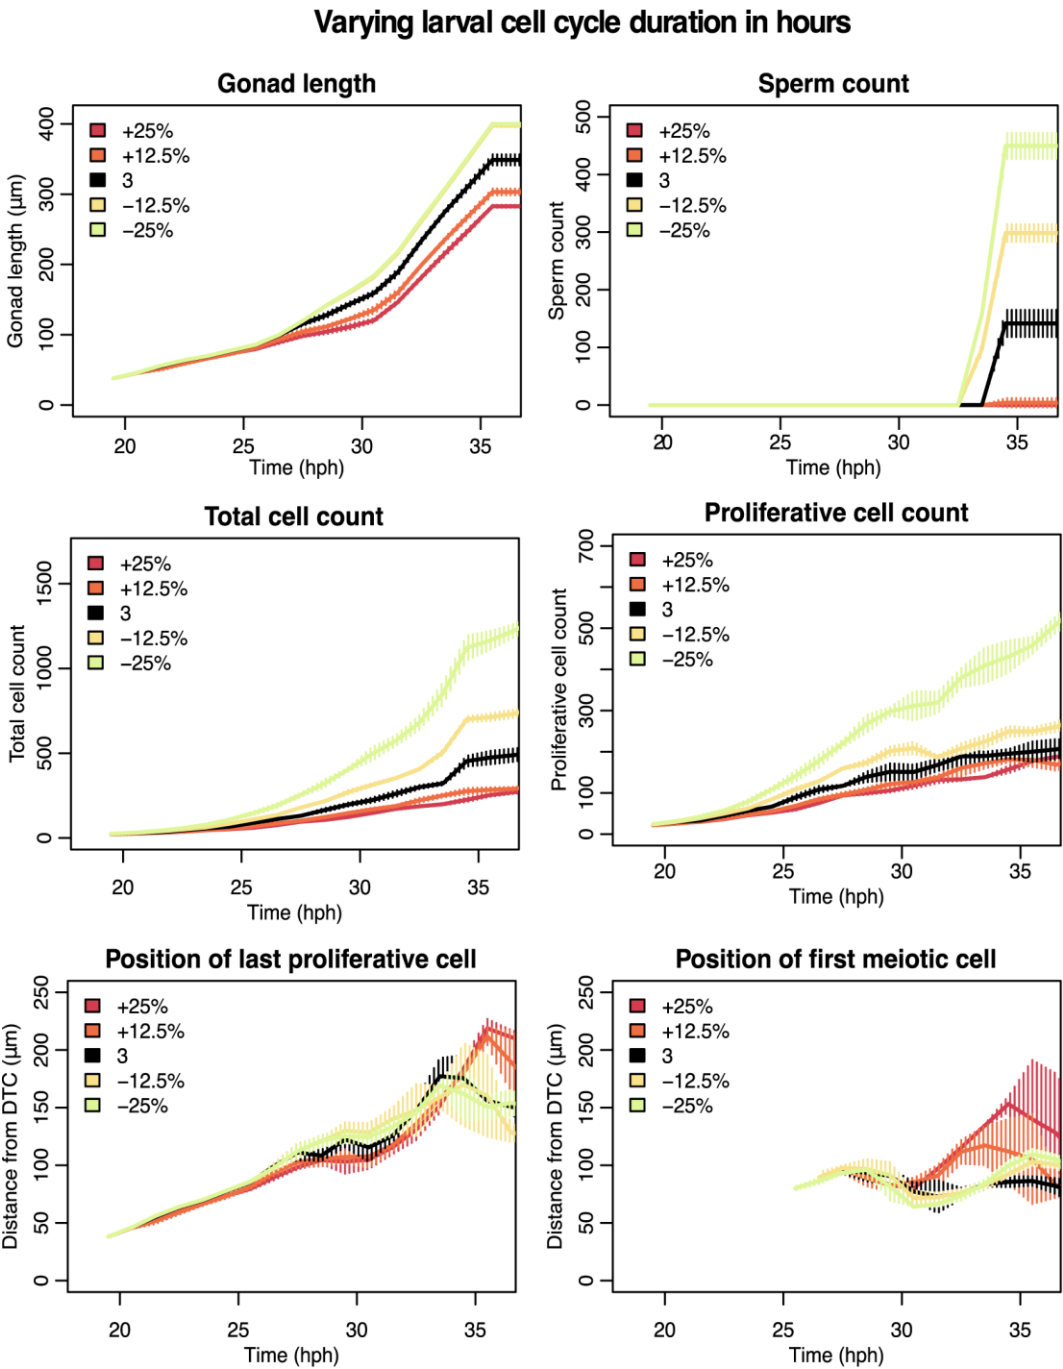 Varying larval cell cycle duration in hours
Gonad length
Gonad length (µm)
400
300
200
100
0
+25%
+12.5%
3
−12.5%
−25%
20 25 30 35
Time (hph)
Sperm count
Sperm count
500
400
300
200
100
0
+25%
+12.5%
3
−12.5%
−25%
20 25 30 35
Time (hph)
Total cell count
Total cell count
1500
1000
500
0
+25%
+12.5%
3
−12.5%
−25%
20 25 30 35
Time (hph)
Proliferative cell count
Proliferative cell count
700
500
300
100
0
+25%
+12.5%
3
−12.5%
−25%
20 25 30 35
Time (hph)
Position of last proliferative cell
Distance from DTC (µm)
250
200
150
100
50
0
+25%
+12.5%
3
−12.5%
−25%
20 25 30 35
Time (hph)
Position of first meiotic cell
Distance from DTC (µm)
250
200
150
100
50
0
+25%
+12.5%
3
−12.5%
−25%
20 25 30 35
Time (hph)